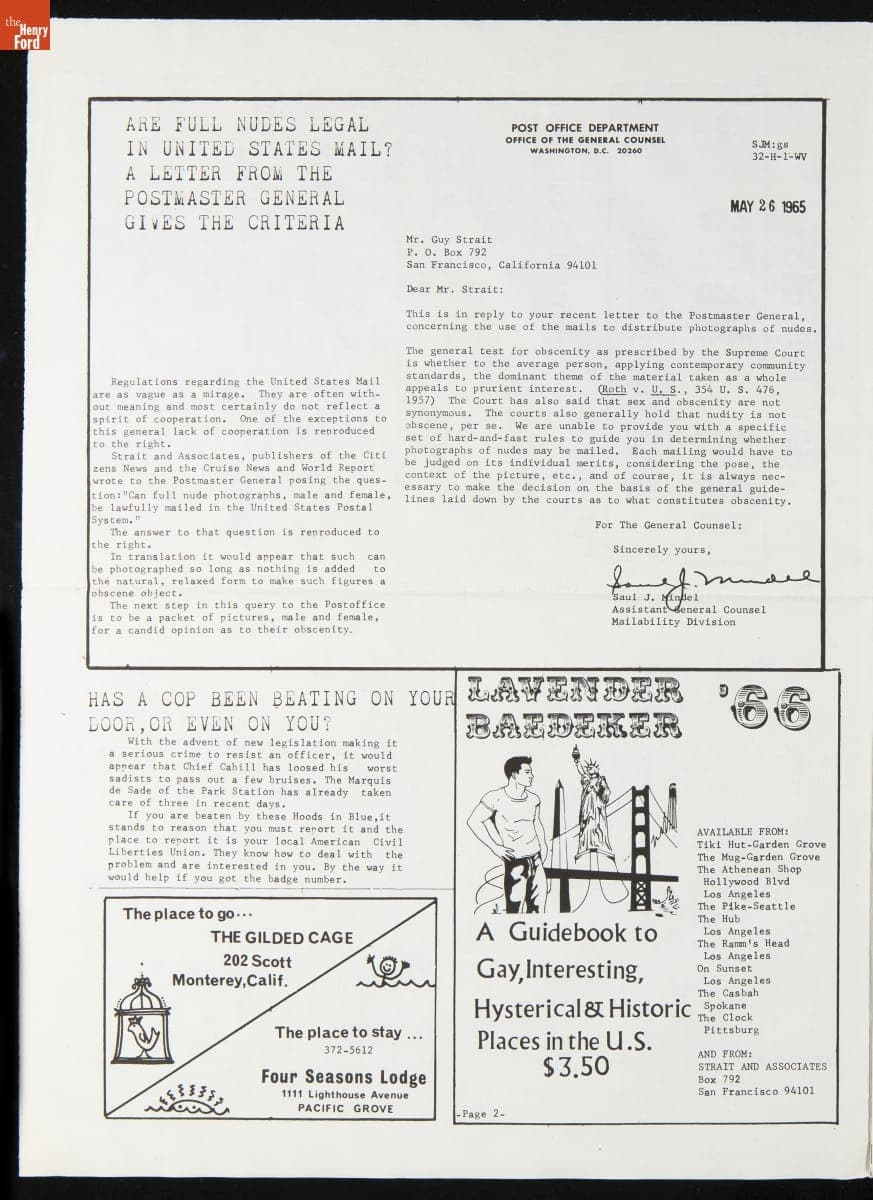 the
Henry
Ford
ARE FULL NUDES LEGAL
IN UNITED STATES MAIL?
A LETTER FROM THE
POSTMASTER GENERAL
GIVES THE CRITERIA
Regulations regarding the United States Mail
are as vague as a mirage. They are often with-
out meaning and most certainly do not reflect a
spirit of cooperation. One of the exceptions to
this general lack of cooperation is reproduced
to the right.
Strait and Associates, publishers of the Citi
zens News and the Cruise News and World Report
wrote to the Postmaster General posing the ques-
tion:"Can full nude photographs, male and female,
be lawfully mailed in the United States Postal
System."
The answer to that question is reproduced to
the right.
In translation it would appear that such can
be photographed so long as nothing is added to
the natural, relaxed form to make such figures a
obscene object.
The next step in this query to the Postoffice
is to be a packet of pictures, male and female,
for a candid opinion as to their obscenity.
POST OFFICE DEPARTMENT
OFFICE OF THE GENERAL COUNSEL
WASHINGTON, D.C. 20260
SJM:gs
32-H-1-WV
MAY 26 1965
Mr. Guy Strait
P. O. Box 792
San Francisco, California 94101
Dear Mr. Strait:
This is in reply to your recent letter to the Postmaster General,
concerning the use of the mails to distribute photographs of nudes.
The general test for obscenity as prescribed by the Supreme Court
is whether to the average person, applying contemporary community
standards, the dominant theme of the material taken as a whole
appeals to prurient interest. (Roth v. U. S., 354 U. S. 476,
1957) The Court has also said that sex and obscenity are not
synonymous. The courts also generally hold that nudity is not
obscene, per se. We are unable to provide you with a specific
set of hard-and-fast rules to guide you in determining whether
photographs of nudes may be mailed. Each mailing would have to
be judged on its individual merits, considering the pose, the
context of the picture, etc., and of course, it is always nec-
essary to make the decision on the basis of the general guide-
lines laid down by the courts as to what constitutes obscenity.
For The General Counsel:
Sincerely yours,
Saul J. Mindel
Saul J. Mindel
Assistant General Counsel
Mailability Division
HAS A COP BEEN BEATING ON YOUR
DOOR,OR EVEN ON YOU?
With the advent of new legislation making it
a serious crime to resist an officer, it would
appear that Chief Cahill has loosed his worst
sadists to pass out a few bruises. The Marquis
de Sade of the Park Station has already taken
care of three in recent days.
If you are beaten by these Hoods in Blue,it
stands to reason that you must report it and the
place to report it is your local American Civil
Liberties Union. They know how to deal with the
problem and are interested in you. By the way it
would help if you got the badge number.
The place to go...
THE GILDED CAGE
202 Scott
Monterey,Calif.
The place to stay ...
372-5612
Four Seasons Lodge
1111 Lighthouse Avenue
PACIFIC GROVE
LAVENDER
BAEDEKER
'66
A Guidebook to
Gay,Interesting,
Hysterical & Historic
Places in the U.S.
$3.50
AVAILABLE FROM:
Tiki Hut-Garden Grove
The Mug-Garden Grove
The Athenean Shop
Hollywood Blvd
Los Angeles
The Pike-Seattle
The Hub
Los Angeles
The Ramm's Head
Los Angeles
On Sunset
Los Angeles
The Casbah
Spokane
The Clock
Pittsburg
AND FROM:
STRAIT AND ASSOCIATES
Box 792
San Francisco 94101
-Page 2-